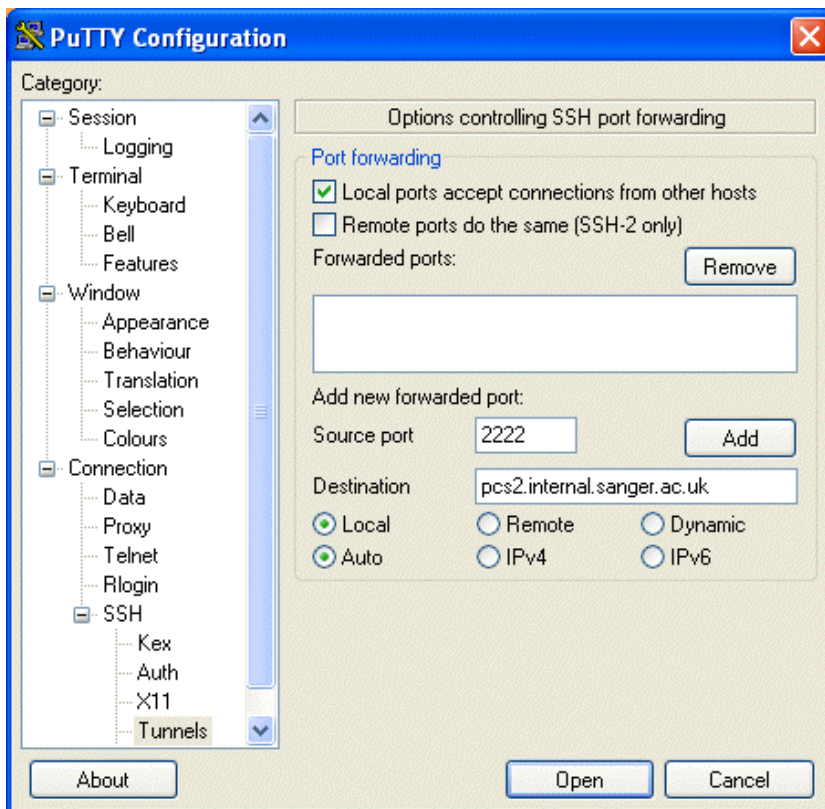 PuTTY Configuration
Category:
Session
Logging
Terminal
Keyboard
Bell
Features
Window
Appearance
Behaviour
Translation
Selection
Colours
Connection
Data
Proxy
Telnet
Rlogin
SSH
Kex
Auth
X11
Tunnels
Options controlling SSH port forwarding
Port forwarding
Local ports accept connections from other hosts
Remote ports do the same (SSH-2 only)
Forwarded ports:
Remove
Add new forwarded port:
Source port 2222 Add
Destination pcs2.internal.sanger.ac.uk
Local Remote Dynamic
Auto IPv4 IPv6
About Open Cancel